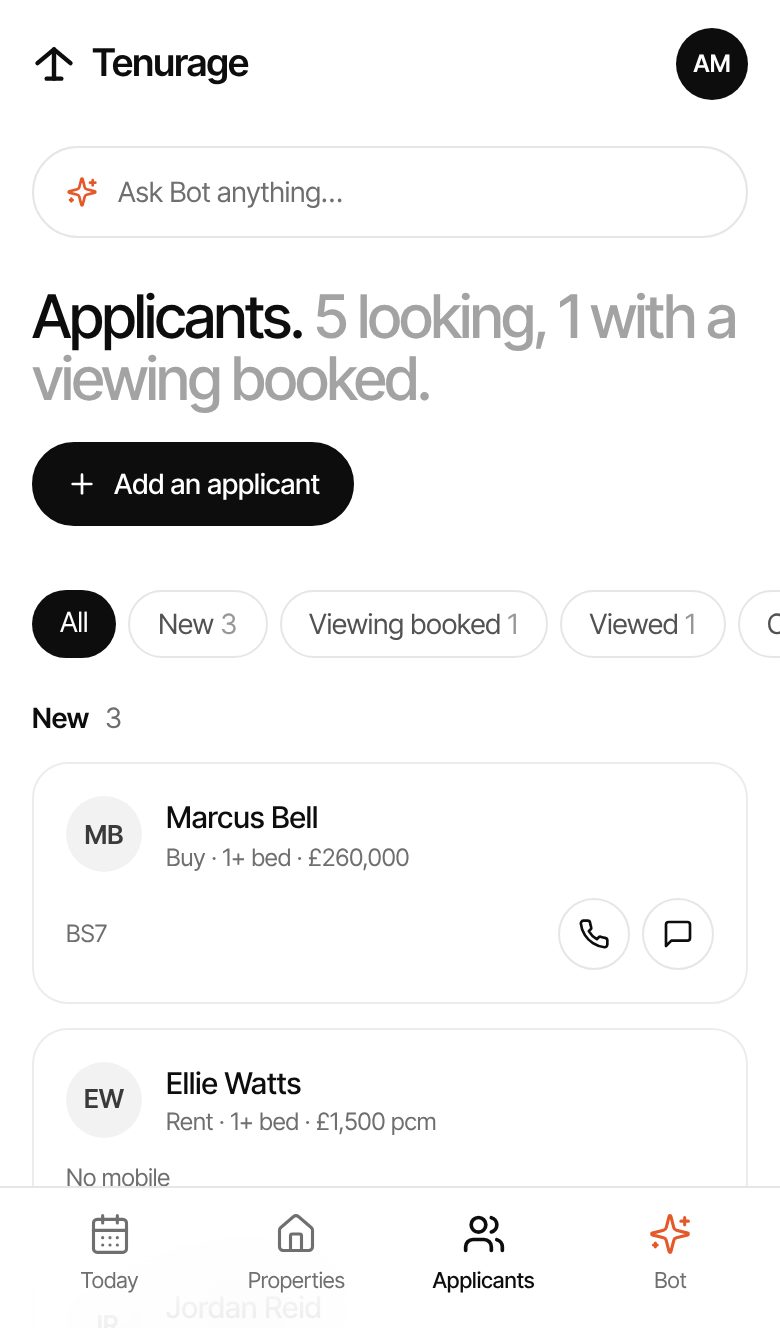 Tenurage
AM
Ask Bot anything...
Applicants. 5 looking, 1 with a
viewing booked.
+ Add an applicant
All
New 3
Viewing booked 1
Viewed 1
New 3
MB
Marcus Bell
Buy · 1+ bed · £260,000
BS7
EW
Ellie Watts
Rent · 1+ bed · £1,500 pcm
No mobile
JR
Jordan Reid
Today
Properties
Applicants
Bot